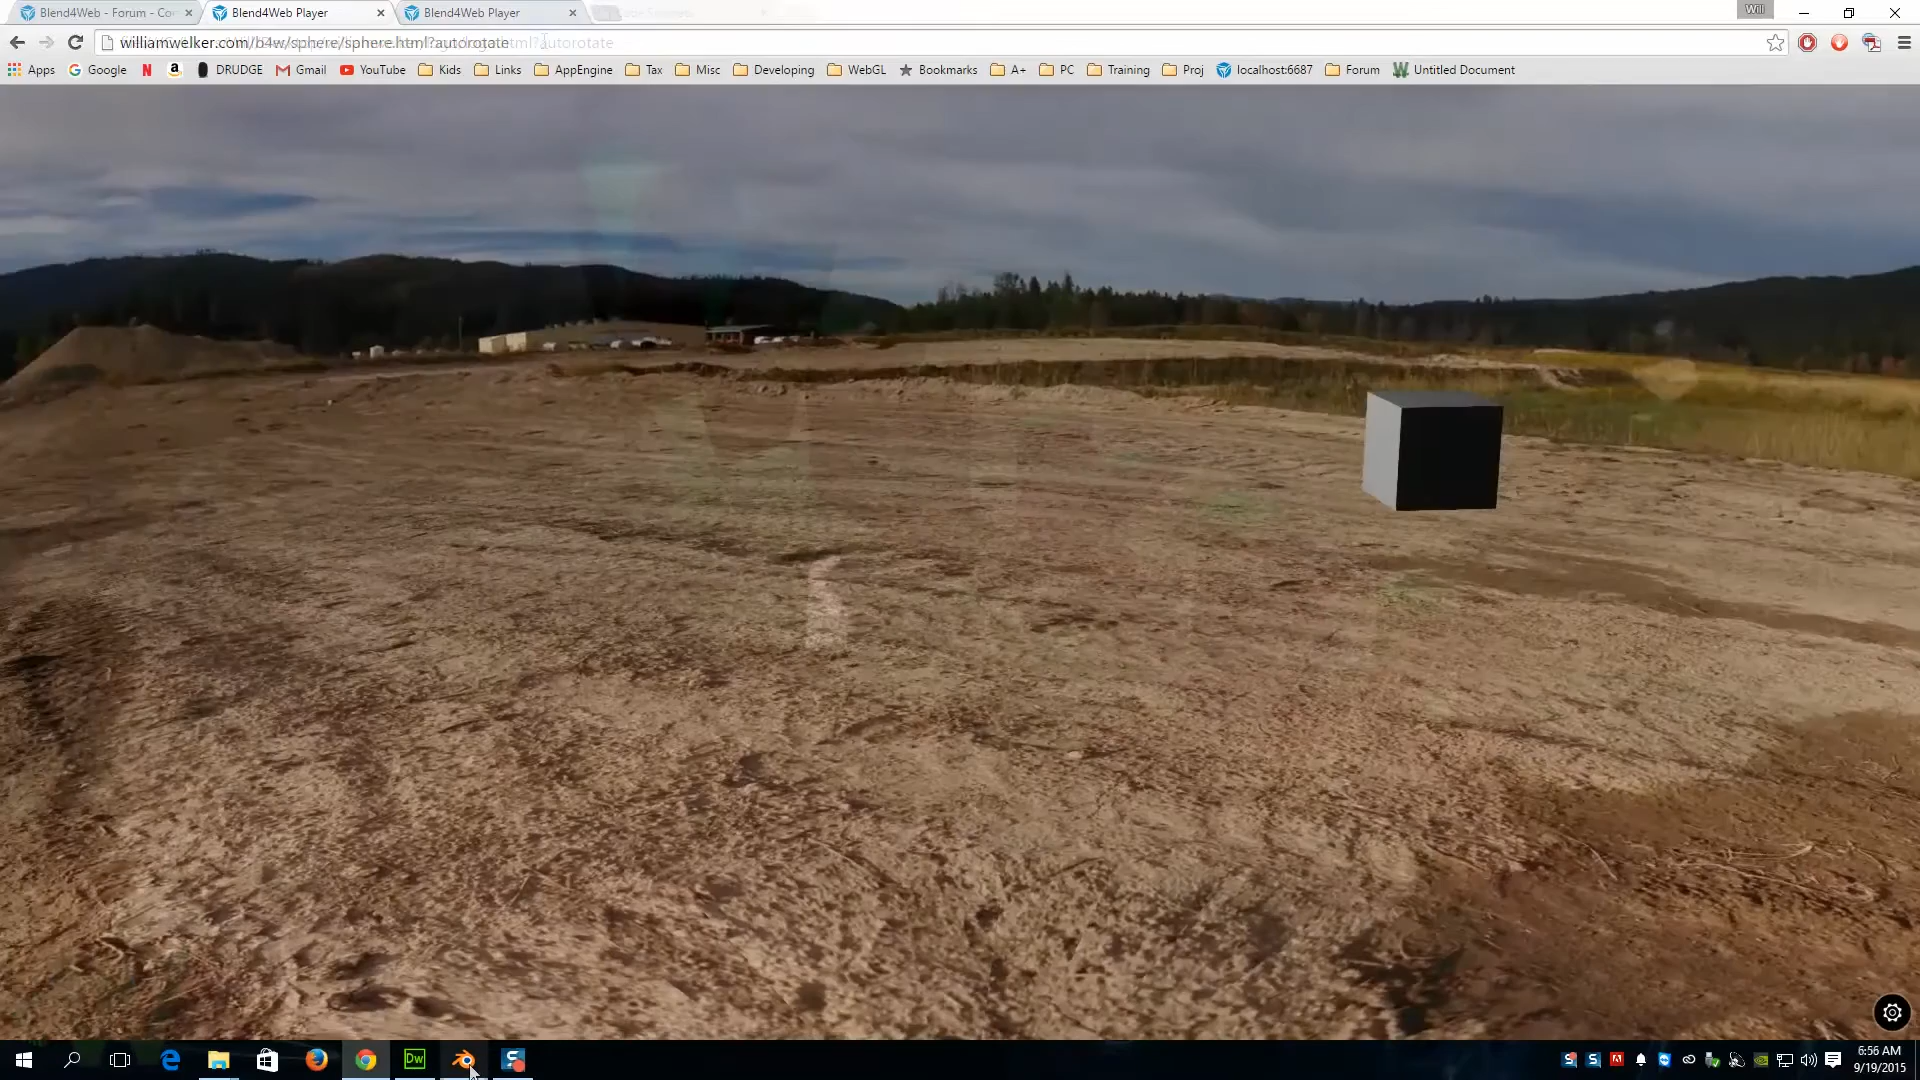 Blend4Web - Forum - Co
Blend4Web Player
Blend4Web Player
Will
williamwelker.com/b4w/sphere/sphere.html?autorotate
Apps
Google
DRUDGE
Gmail
YouTube
Kids
Links
AppEngine
Tax
Misc
Developing
WebGL
Bookmarks
A+
PC
Training
Proj
localhost:6687
Forum
Untitled Document
Dw
6:56 AM
9/19/2015